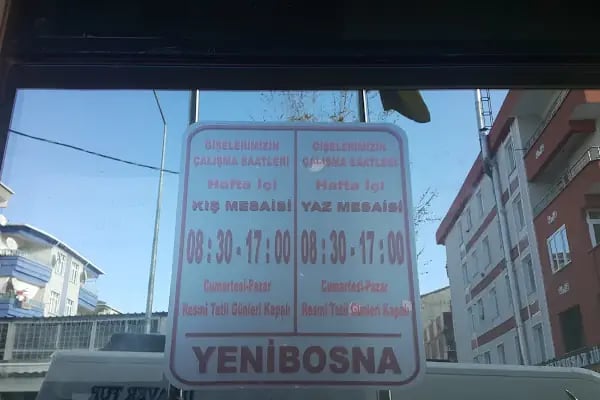 GİŞELERİMİZİN
ÇALIŞMA SAATLERİ
Hafta İçi
KIŞ MESAİSİ
08:30-17:00
Cumartesi-Pazar
Resmi Tatil Günleri Kapalı
GİŞELERİMİZİN
ÇALIŞMA SAATLERİ
Hafta İçi
YAZ MESAİSİ
08:30-17:00
Cumartesi-Pazar
Resmi Tatil Günleri Kapalı
YENİBOSNA